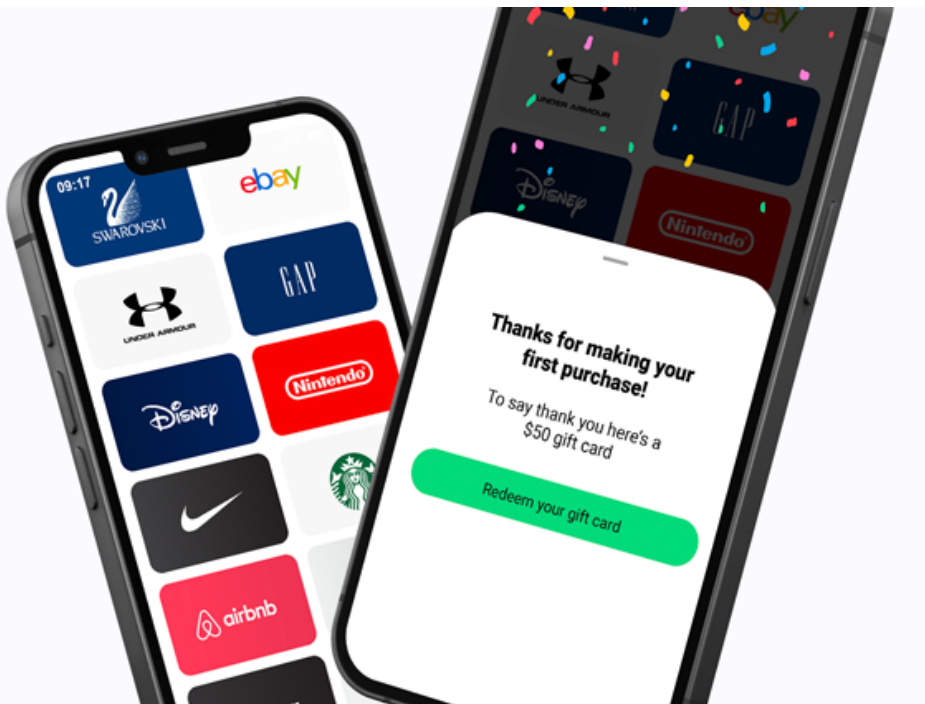 09:17
SWAROVSKI
ebay
UNDER ARMOUR
GAP
DISNEY
Nintendo
airbnb
ebay
UNDER ARMOUR
GAP
DISNEY
Nintendo
Thanks for making your
first purchase!
To say thank you here's a
$50 gift card
Redeem your gift card